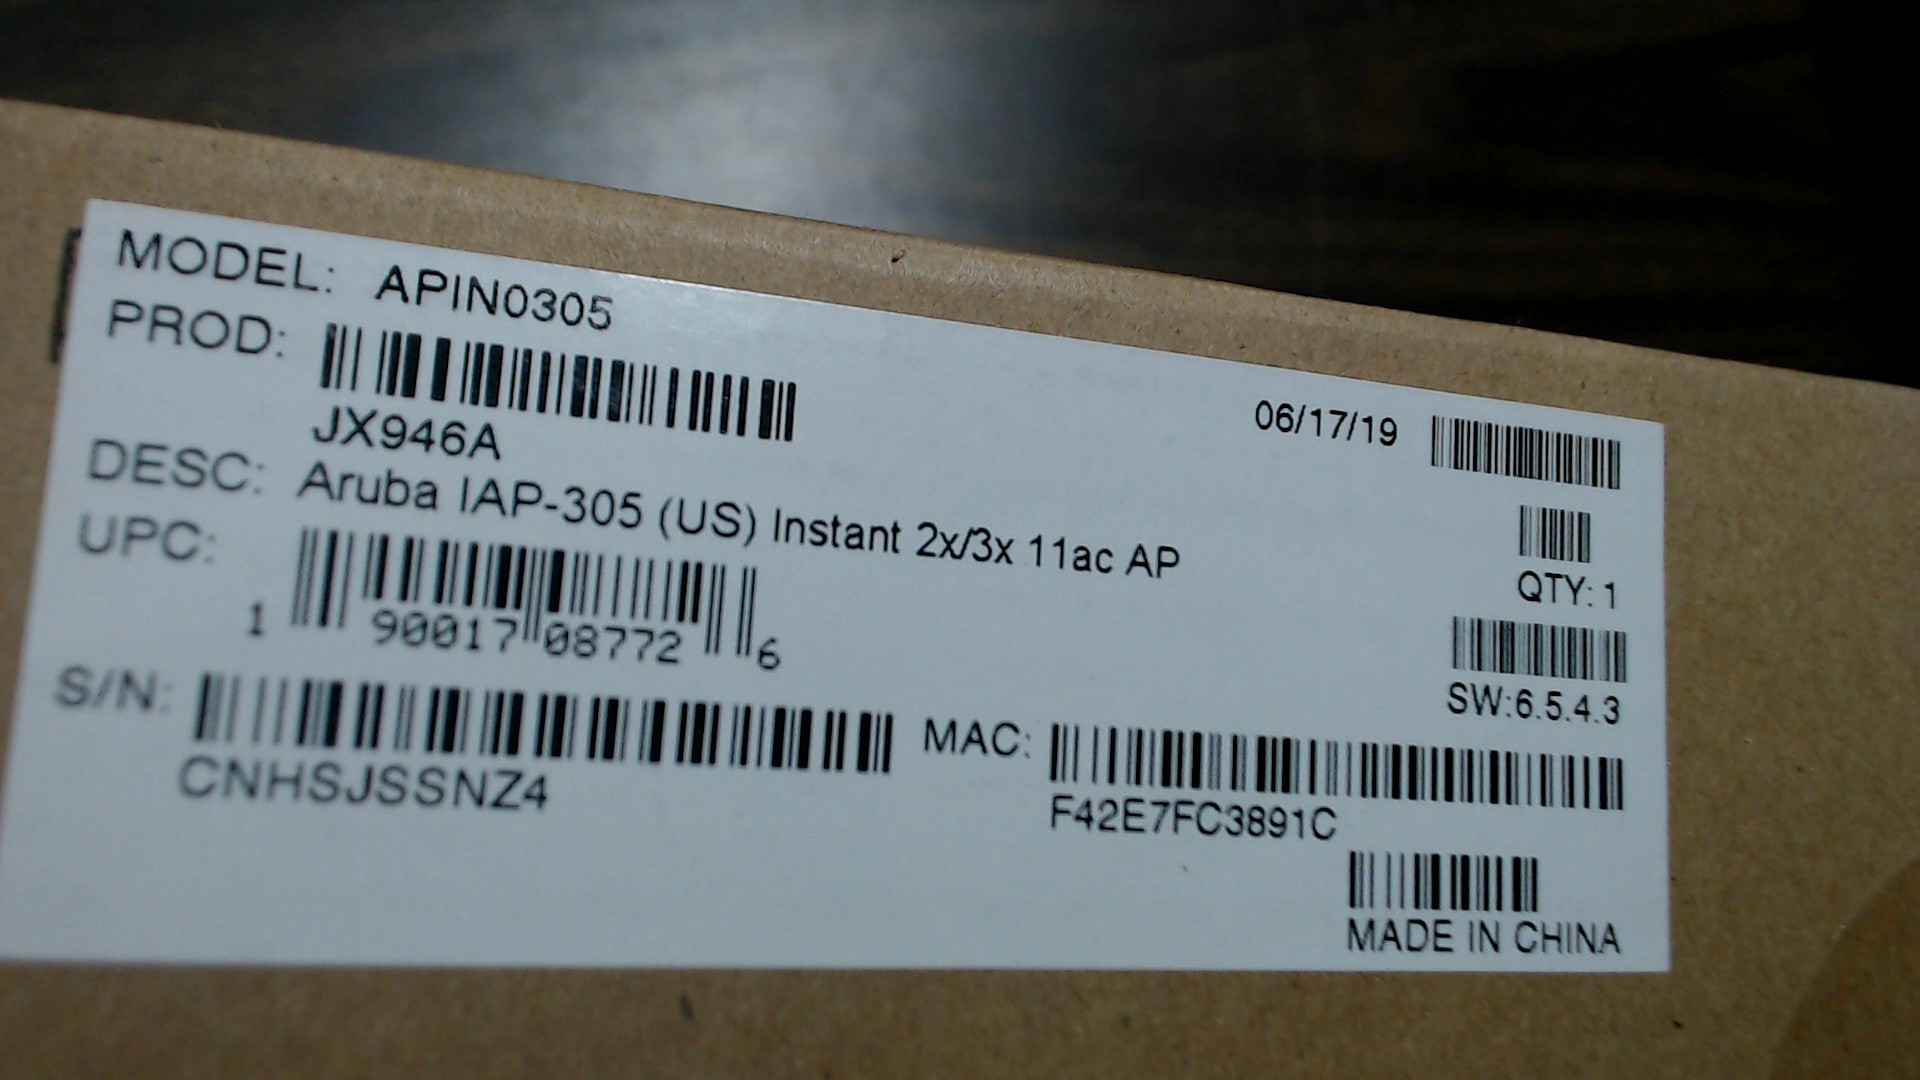 MODEL: APIN0305
PROD:
JX946A
06/17/19
DESC: Aruba IAP-305 (US) Instant 2x/3x 11ac AP
QTY: 1
UPC:
1 90017 08772 6
SW:6.5.4.3
S/N:
CNHSJSSNZ4
MAC:
F42E7FC3891C
MADE IN CHINA